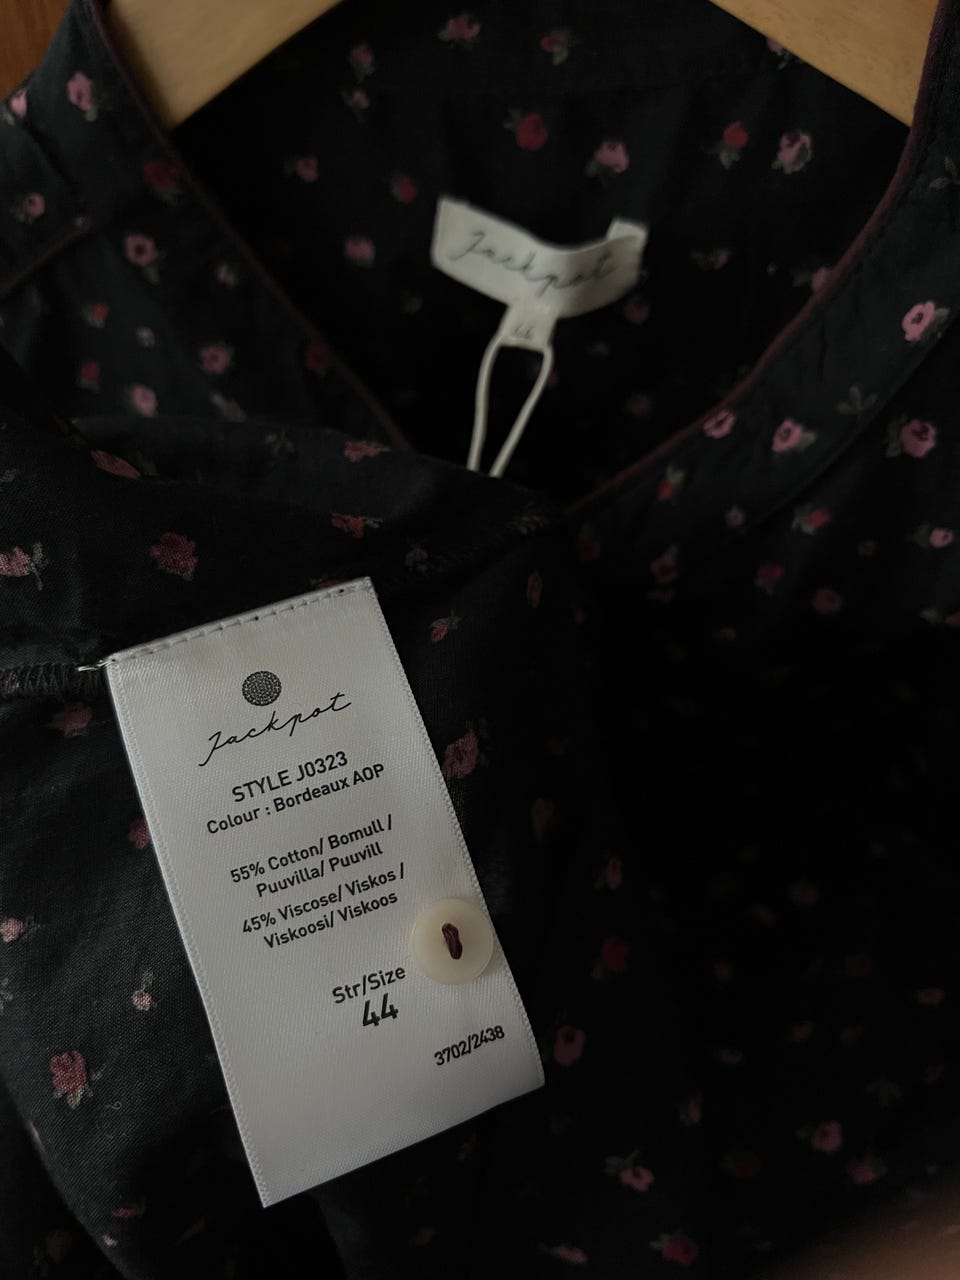 Jackpot
44
Jackpot
STYLE J0323
Colour : Bordeaux AOP
55% Cotton/ Bomull /
Puuvilla/ Puuvill
45% Viscose/ Viskos /
Viskoosi/ Viskoos
Str/Size
44
3702/2438